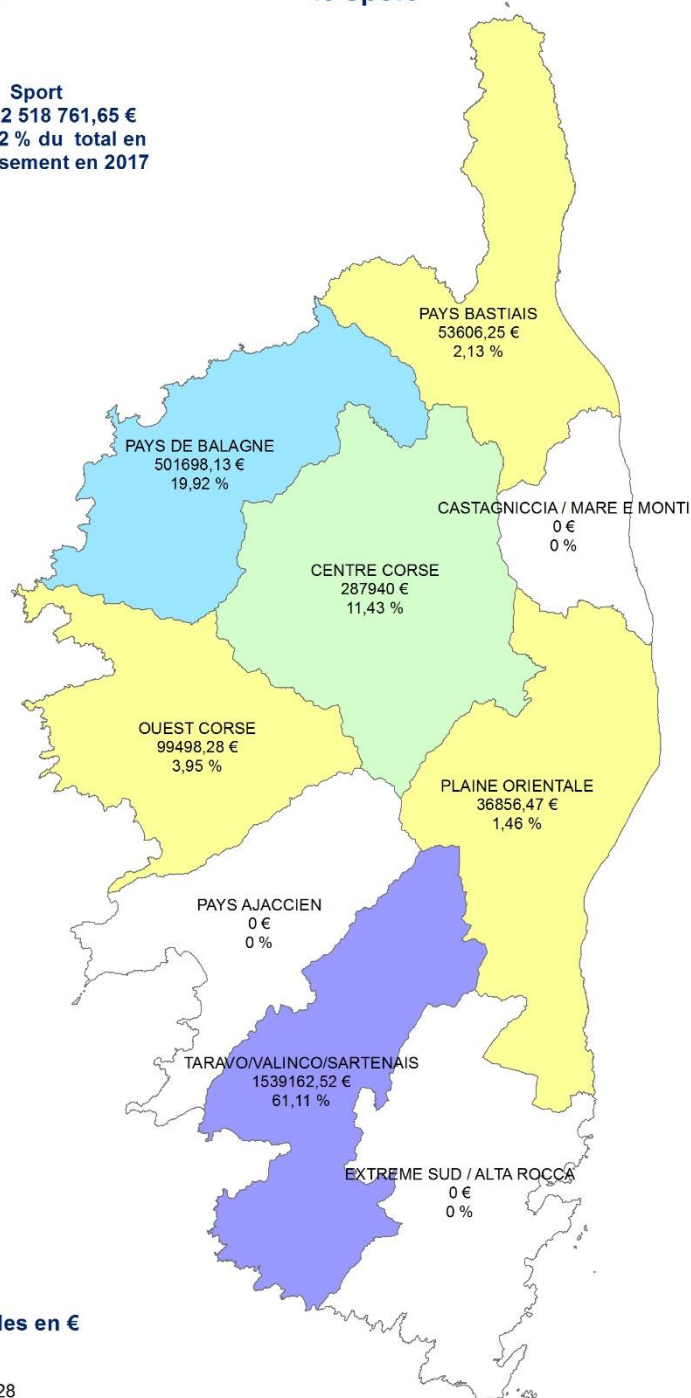 Sport
2 518 761,65 €
2 % du total en
sement en 2017
PAYS BASTIAIS
53606,25 €
2,13 %
PAYS DE BALAGNE
501698,13 €
19,92 %
CASTAGNICCIA / MARE E MONTI
0 €
0 %
CENTRE CORSE
287940 €
11,43 %
OUEST CORSE
99498,28 €
3,95 %
PLAINE ORIENTALE
36856,47 €
1,46 %
PAYS AJACCIEN
0 €
0 %
TARAVO/VALINCO/SARTENAIS
1539162,52 €
61,11 %
EXTREME SUD / ALTA ROCCA
0 €
0 %
les en €
28